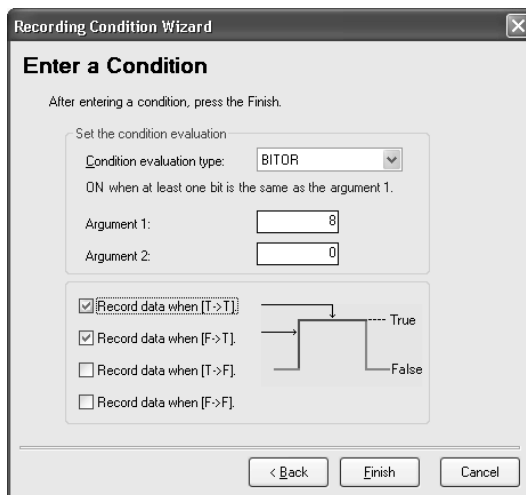 Recording Condition Wizard
Enter a Condition
After entering a condition, press the Finish.
Set the condition evaluation
Condition evaluation type: BITOR
ON when at least one bit is the same as the argument 1.
Argument 1: 8
Argument 2: 0
Record data when [T->T].
Record data when [F->T].
Record data when [T->F].
Record data when [F->F].
True
False
< Back Finish Cancel